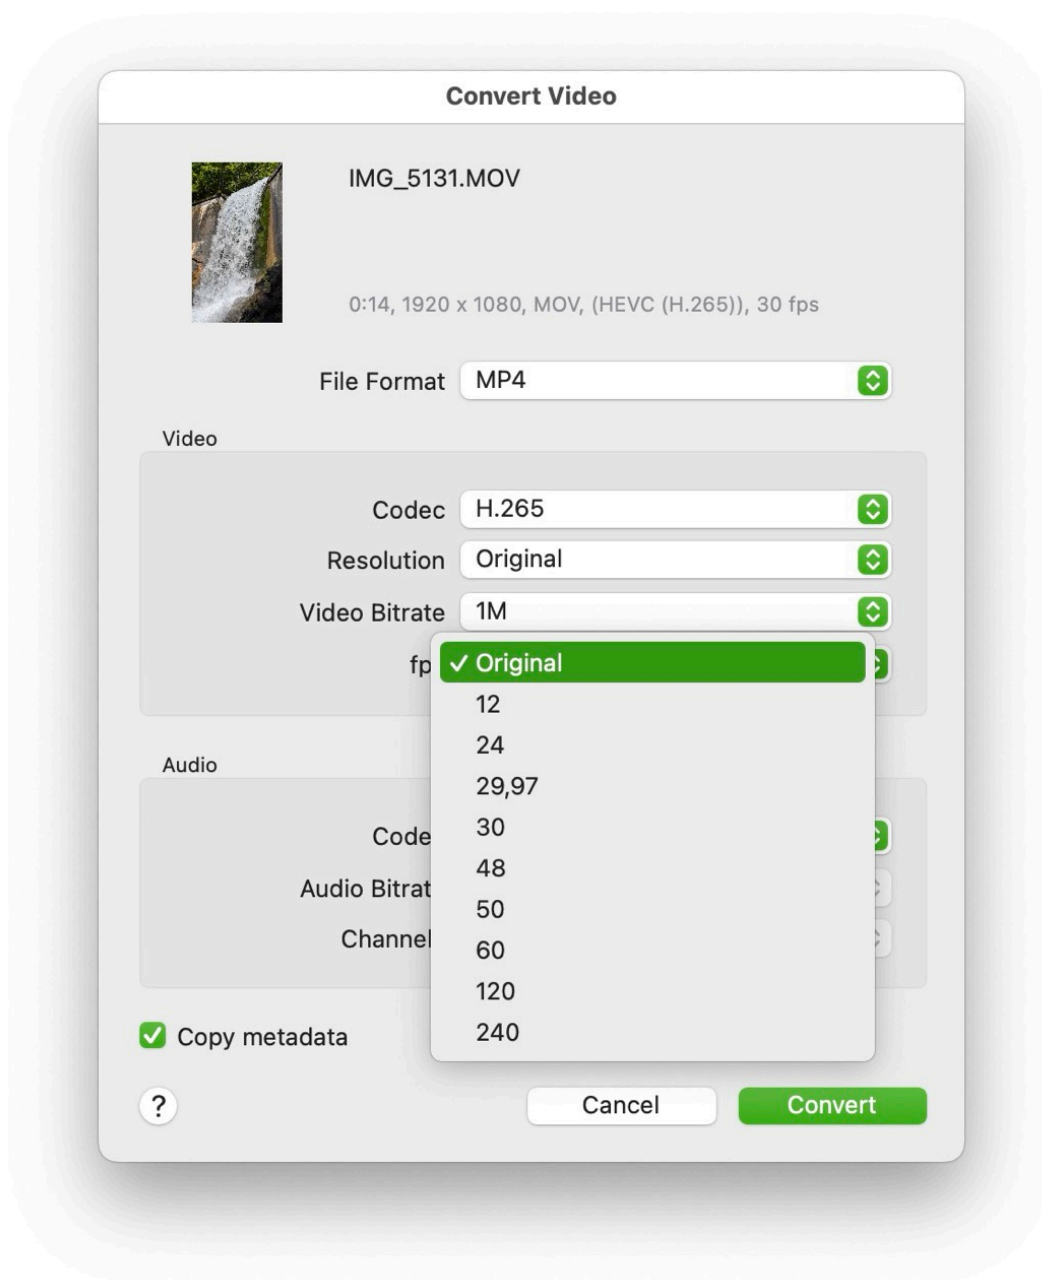 Convert Video
IMG_5131.MOV
0:14, 1920 x 1080, MOV, (HEVC (H.265)), 30 fps
File Format MP4
Video
Codec H.265
Resolution Original
Video Bitrate 1M
fp ✓ Original
12
24
Audio
29,97
30
Code
48
Audio Bitrat
50
Channel
60
120
240
Copy metadata
? Cancel Convert